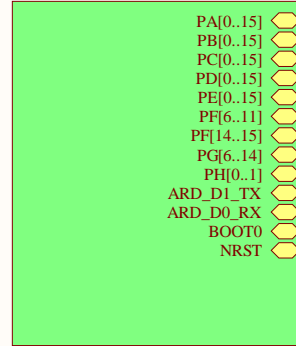 PA[0..15]
PB[0..15]
PC[0..15]
PD[0..15]
PE[0..15]
PF[6..11]
PF[14..15]
PG[6..14]
PH[0..1]
ARD_D1_TX
ARD_D0_RX
BOOT0
NRST